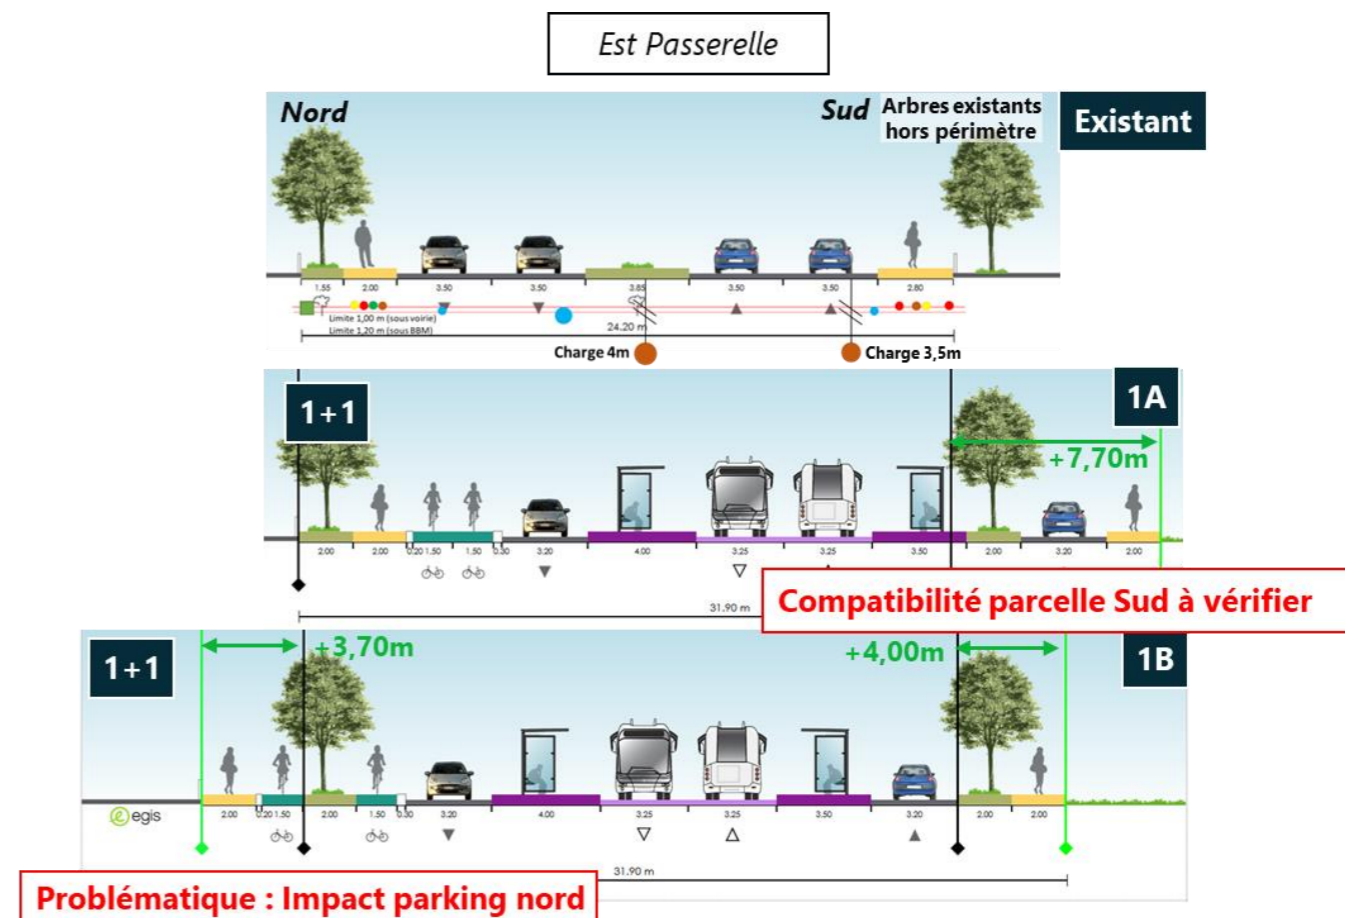 Est Passerelle
Nord
Sud
Arbres existants
hors périmètre
Existant
1.55 2.00 3.50 3.50 3.85 3.50 3.50 2.80
Limite 1,00 m (sous voirie)
Limite 1,20 m (sous BBM)
24.20 m
Charge 4m
Charge 3,5m
1+1
1A
+7,70m
2.00 2.00 0.20 1.50 1.50 0.30 3.20 4.00 3.25 3.25 3.50 2.00 3.20 2.00
31.90 m
Compatibilité parcelle Sud à vérifier
1+1
+3,70m
+4,00m
1B
egis
2.00 0.20 1.50 2.00 1.50 0.30 3.20 4.00 3.25 3.25 3.50 3.20 2.00 2.00
31.90 m
Problématique : Impact parking nord